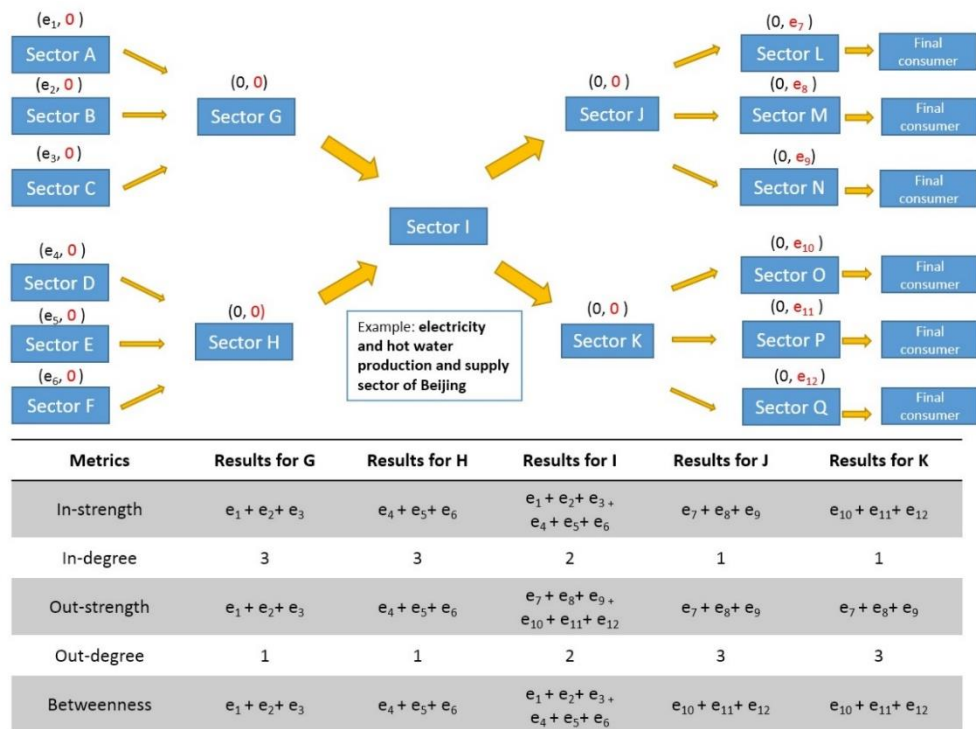 (e₁, 0)
Sector A
(e₂, 0)
Sector B
(e₃, 0)
Sector C
(e₄, 0)
Sector D
(e₅, 0)
Sector E
(e₆, 0)
Sector F
(0, 0)
Sector G
(0, 0)
Sector H
Sector I
Example: electricity
and hot water
production and supply
sector of Beijing
(0, 0)
Sector J
(0, 0)
Sector K
(0, e₇)
Sector L
Final
consumer
(0, e₈)
Sector M
Final
consumer
(0, e₉)
Sector N
Final
consumer
(0, e₁₀)
Sector O
Final
consumer
(0, e₁₁)
Sector P
Final
consumer
(0, e₁₂)
Sector Q
Final
consumer
Metrics Results for G Results for H Results for I Results for J Results for K
In-strength e₁ + e₂+ e₃ e₄ + e₅+ e₆ e₁ + e₂+ e₃ + e₇ + e₈+ e₉ e₁₀ + e₁₁+ e₁₂
e₄ + e₅+ e₆
In-degree 3 3 2 1 1
Out-strength e₁ + e₂+ e₃ e₄ + e₅+ e₆ e₇ + e₈+ e₉ + e₇ + e₈+ e₉ e₇ + e₈+ e₉
e₁₀ + e₁₁+ e₁₂
Out-degree 1 1 2 3 3
Betweenness e₁ + e₂+ e₃ e₄ + e₅+ e₆ e₁ + e₂+ e₃ + e₁₀ + e₁₁+ e₁₂ e₁₀ + e₁₁+ e₁₂
e₄ + e₅+ e₆